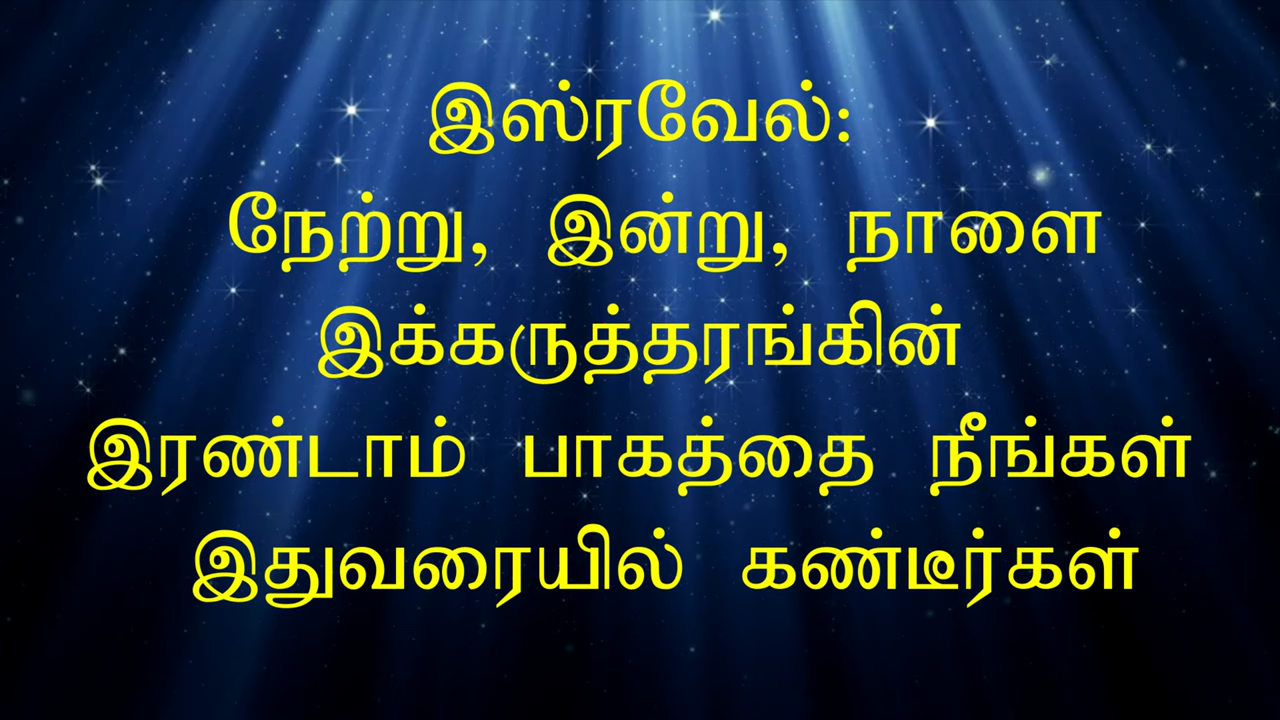 இஸ்ரவேல்:
நேற்று, இன்று, நாளை
இக்கருத்தரங்கின்
இரண்டாம் பாகத்தை நீங்கள்
இதுவரையில் கண்டீர்கள்